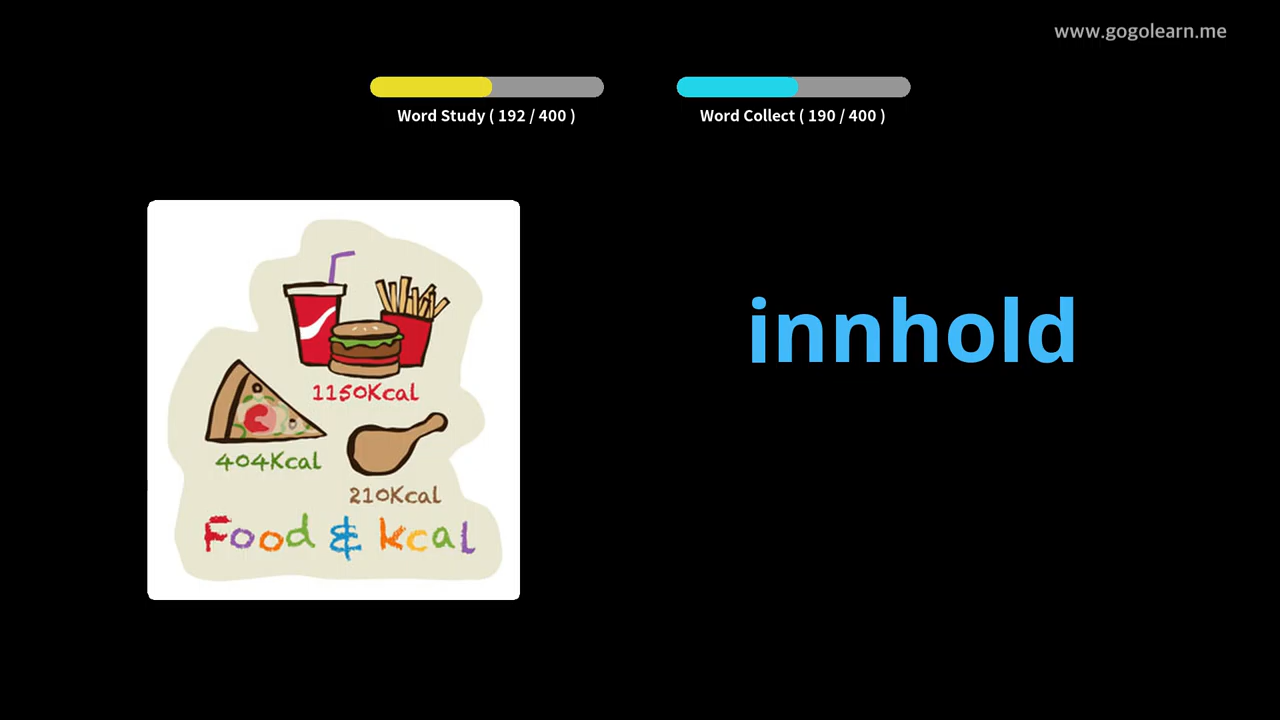 www.gogolearn.me
Word Study ( 192 / 400 )
Word Collect ( 190 / 400 )
innhold
1150Kcal
404Kcal
210Kcal
Food & kcal